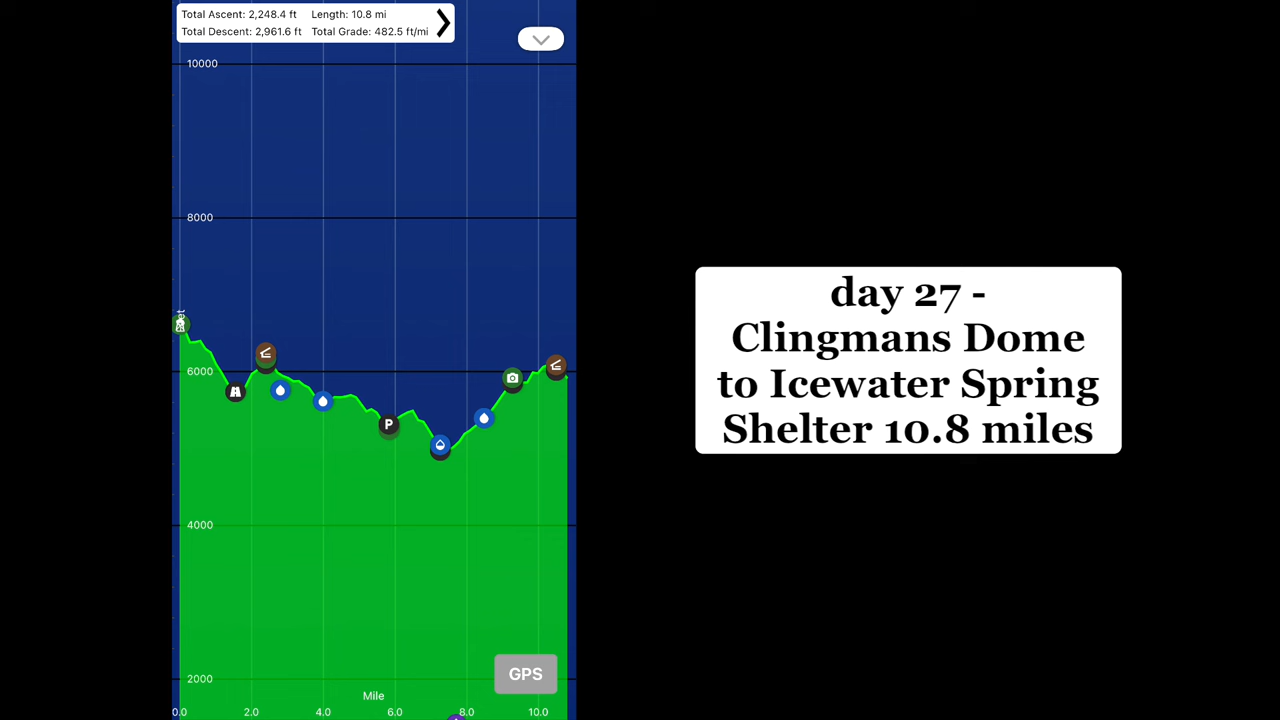 Total Ascent: 2,248.4 ft Length: 10.8 mi
Total Descent: 2,961.6 ft Total Grade: 482.5 ft/mi
10000
8000
6000
4000
2000
P
GPS
Mile
0.0 2.0 4.0 6.0 8.0 10.0
day 27 -
Clingmans Dome
to Icewater Spring
Shelter 10.8 miles